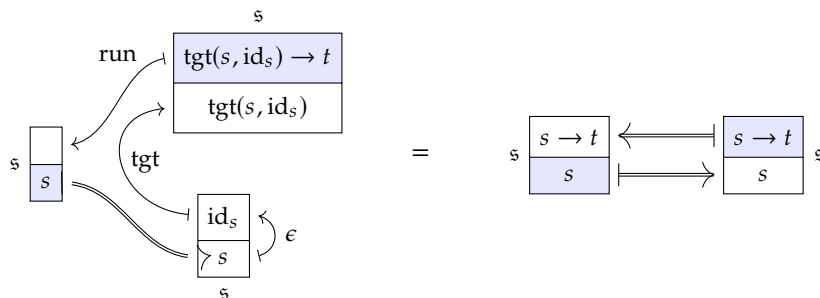 𝔰
run
tgt(s, id_s) → t
tgt(s, id_s)
𝔰
s
tgt
id_s
s
ϵ
𝔰
=
𝔰
s → t
s
s → t
s
𝔰